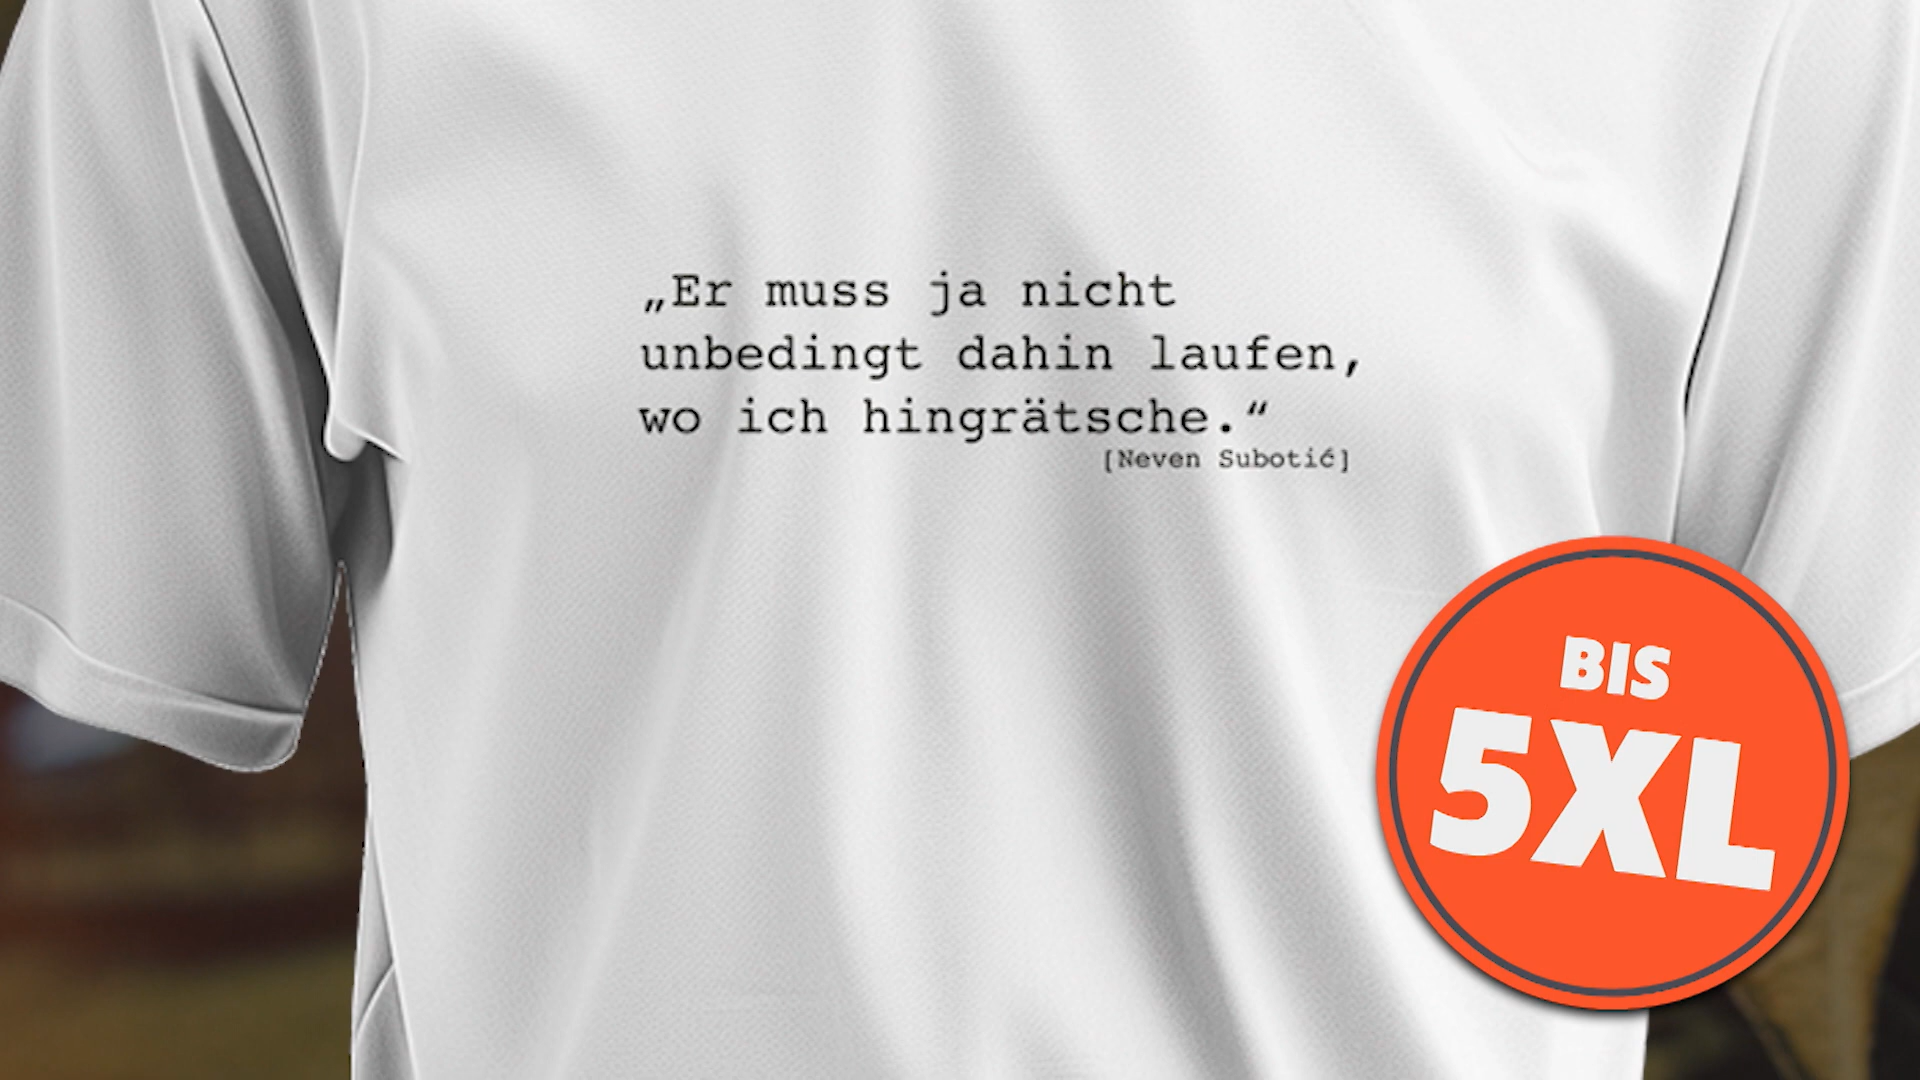 „Er muss ja nicht
unbedingt dahin laufen,
wo ich hingrätsche.“
[Neven Subotić]
BIS
5XL